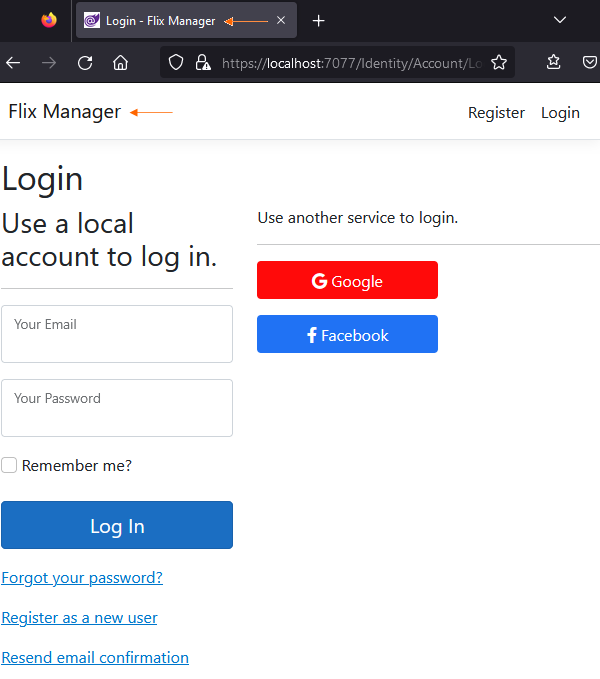 Login - Flix Manager
https://localhost:7077/Identity/Account/Lo
Flix Manager
Register
Login
Login
Use a local
account to log in.
Use another service to login.
Google
Facebook
Your Email
Your Password
Remember me?
Log In
Forgot your password?
Register as a new user
Resend email confirmation